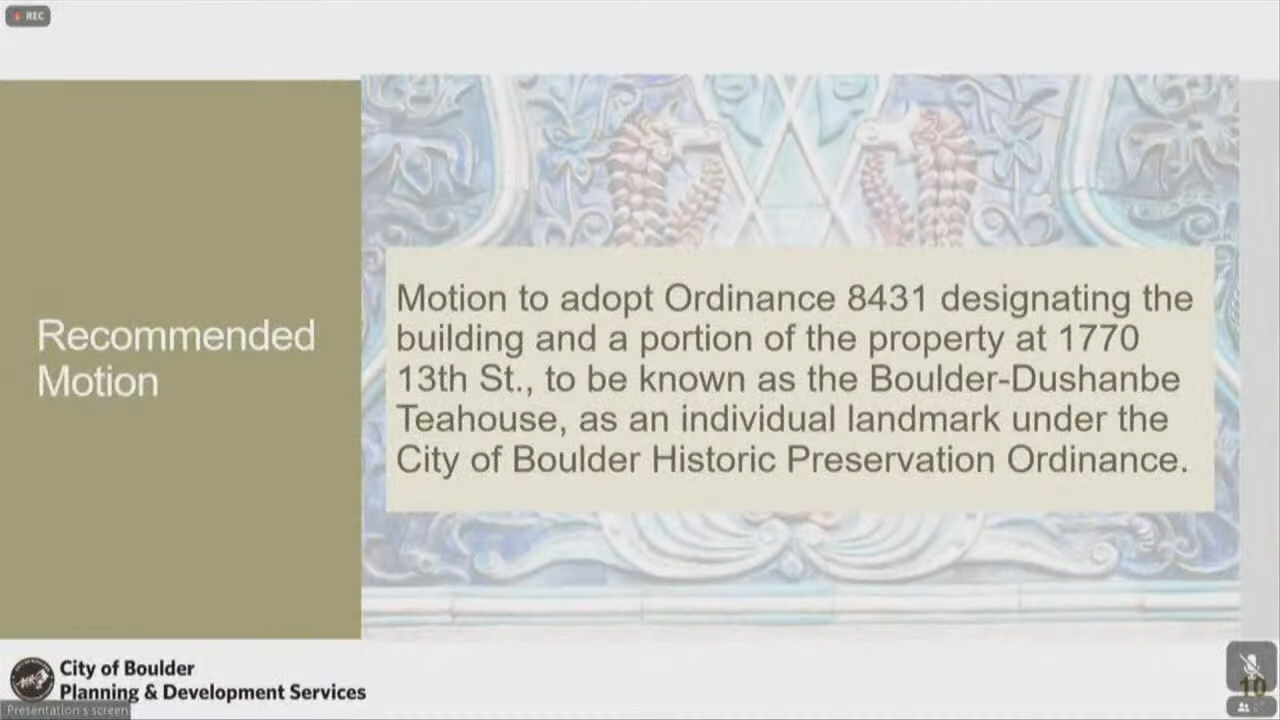 REC
Recommended
Motion
Motion to adopt Ordinance 8431 designating the
building and a portion of the property at 1770
13th St., to be known as the Boulder-Dushanbe
Teahouse, as an individual landmark under the
City of Boulder Historic Preservation Ordinance.
City of Boulder
Planning & Development Services
Presentation's screen
10